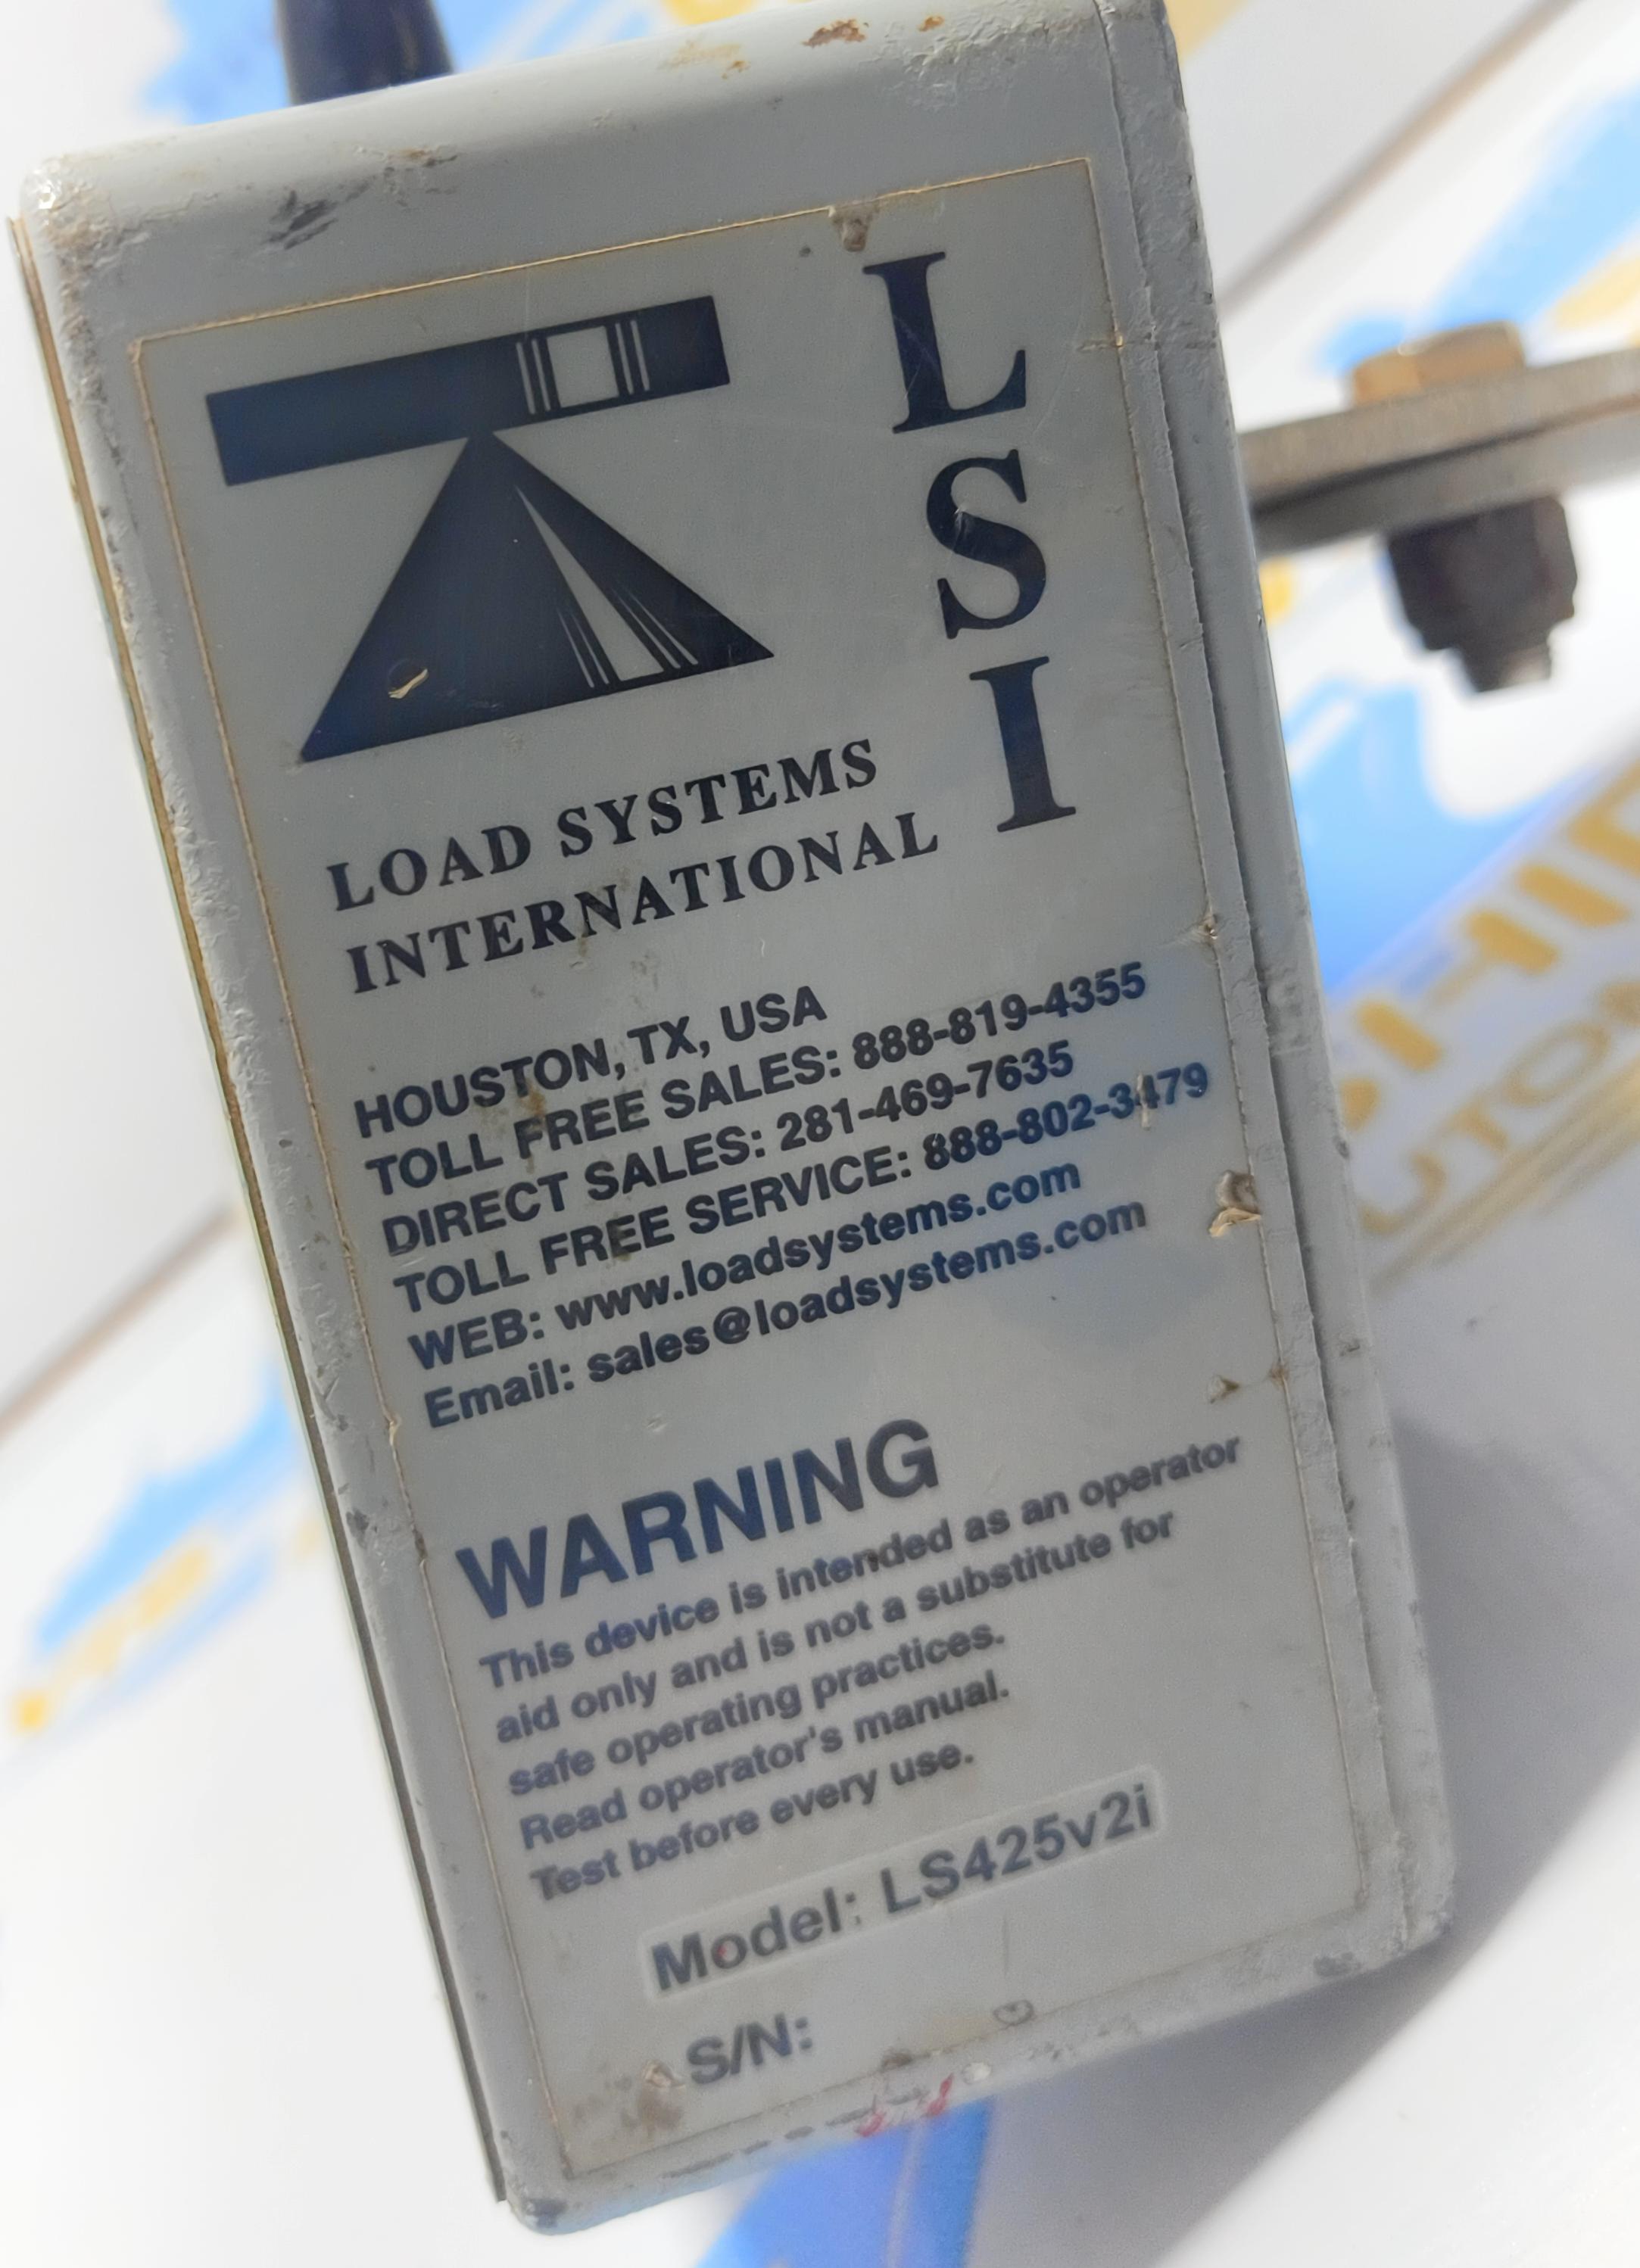 L
S
I
LOAD SYSTEMS
INTERNATIONAL
HOUSTON, TX, USA
TOLL FREE SALES: 888-819-4355
DIRECT SALES: 281-469-7635
TOLL FREE SERVICE: 888-802-3479
WEB: www.loadsystems.com
Email: sales@loadsystems.com
WARNING
This device is intended as an operator
aid only and is not a substitute for
safe operating practices.
Read operator's manual.
Test before every use.
Model: LS425v2i
S/N: